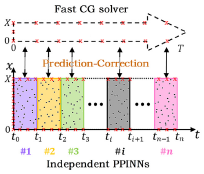 Fast CG solver
X
0
T
Prediction-Correction
x
X
0
t₀ t₁ t₂ t₃ tᵢ tᵢ₊₁ tₙ₋₁ tₙ t
#1 #2 #3 #i #n
Independent PPINNs